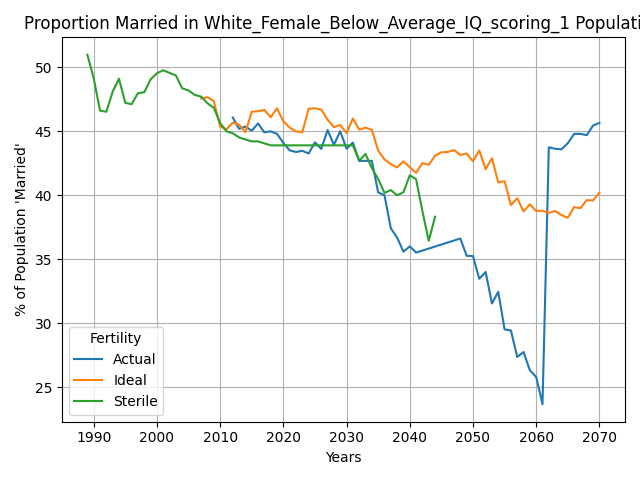 Proportion Married in White_Female_Below_Average_IQ_scoring_1 Populati
50
45
40
35
30
25
% of Population 'Married'
Fertility
Actual
Ideal
Sterile
1990 2000 2010 2020 2030 2040 2050 2060 2070
Years